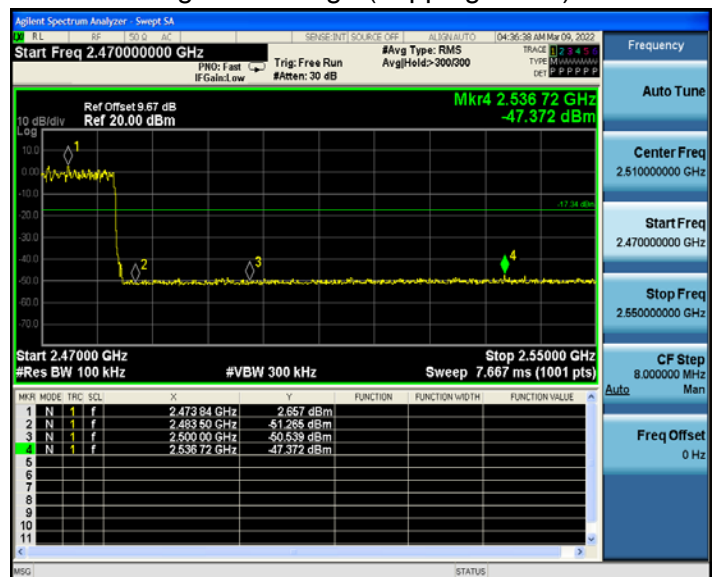 Agilent Spectrum Analyzer - Swept SA
RL RF 50 Ω AC SENSE:INT SOURCE OFF ALIGN AUTO 04:36:38 AM Mar 09, 2022
Start Freq 2.470000000 GHz
PNO: Fast
IFGain:Low
Trig: Free Run
#Atten: 30 dB
#Avg Type: RMS
Avg|Hold:>300/300
TRACE 1 2 3 4 5 6
TYPE MWWWWW
DET P P P P P P
Frequency
Auto Tune
Center Freq
2.510000000 GHz
Start Freq
2.470000000 GHz
Stop Freq
2.550000000 GHz
CF Step
8.000000 MHz
Auto Man
Freq Offset
0 Hz
Ref Offset 9.67 dB
10 dB/div Ref 20.00 dBm
Log
Mkr4 2.536 72 GHz
-47.372 dBm
10.0
0.00
-10.0
-20.0
-30.0
-40.0
-50.0
-60.0
-70.0
1
2
3
4
-17.34 dBm
Start 2.47000 GHz Stop 2.55000 GHz
#Res BW 100 kHz #VBW 300 kHz Sweep 7.667 ms (1001 pts)
MKR MODE TRC SCL X Y FUNCTION FUNCTION WIDTH FUNCTION VALUE
1 N 1 f 2.473 84 GHz 2.657 dBm
2 N 1 f 2.483 50 GHz -51.265 dBm
3 N 1 f 2.500 00 GHz -50.539 dBm
4 N 1 f 2.536 72 GHz -47.372 dBm
5
6
7
8
9
10
11
MSG STATUS